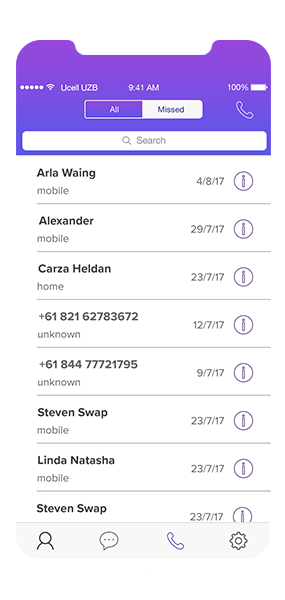 Ucell UZB 9:41 AM 100%
All Missed
Search
Arla Waing
mobile
4/8/17
Alexander
mobile
29/7/17
Carza Heldan
home
23/7/17
+61 821 62783672
unknown
12/7/17
+61 844 77721795
unknown
9/7/17
Steven Swap
mobile
23/7/17
Linda Natasha
mobile
23/7/17
Steven Swap
23/7/17